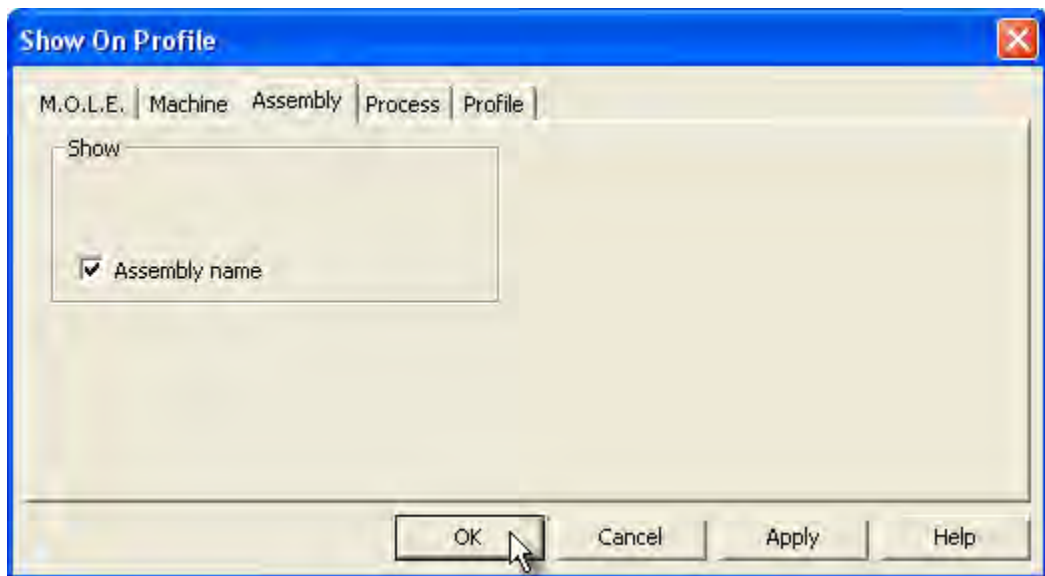 Show On Profile
M.O.L.E. Machine Assembly Process Profile
Show
Assembly name
OK Cancel Apply Help